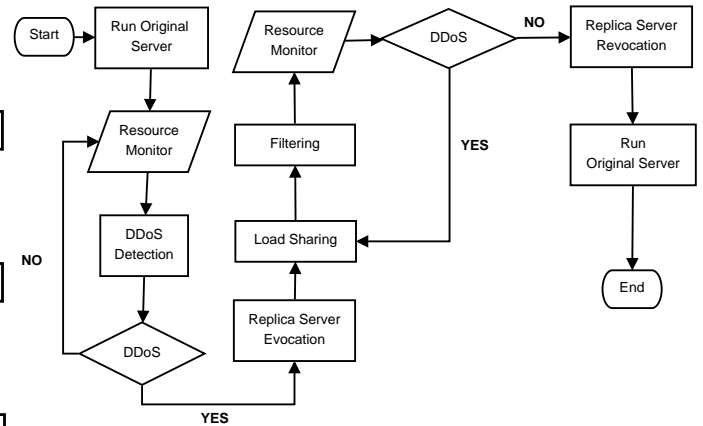 Start
Run Original
Server
Resource
Monitor
DDoS
Detection
DDoS
NO
YES
Replica Server
Evocation
Load Sharing
Filtering
Resource
Monitor
DDoS
YES
NO
Replica Server
Revocation
Run
Original Server
End